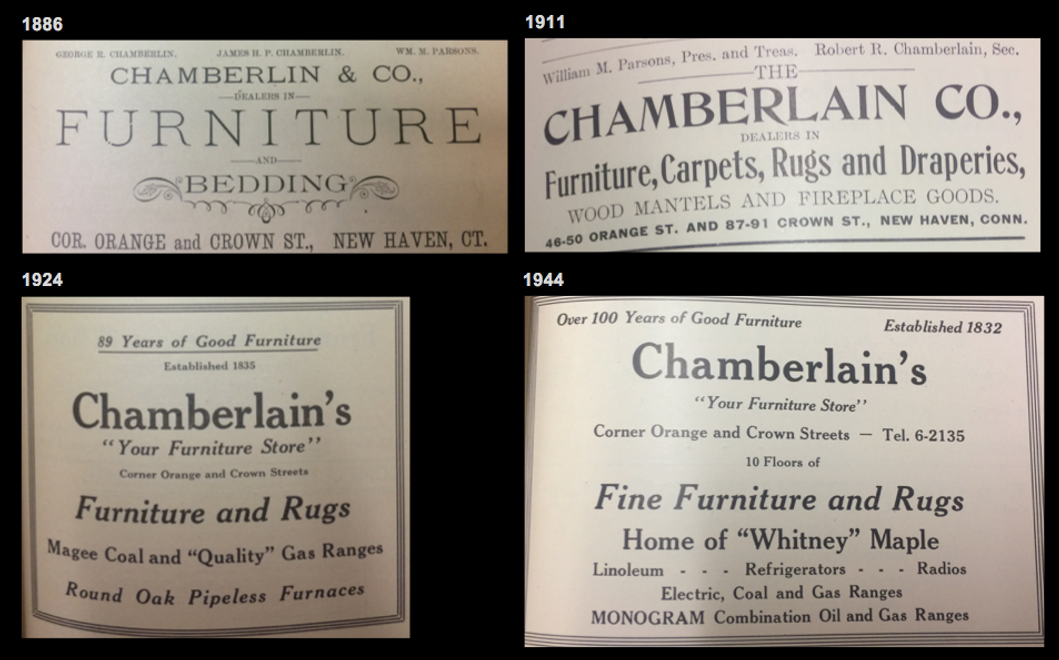 1886
GEORGE R. CHAMBERLIN. JAMES H. P. CHAMBERLIN. WM. M. PARSONS.
CHAMBERLIN & CO.,
—DEALERS IN—
FURNITURE
—AND—
BEDDING
COR. ORANGE and CROWN ST., NEW HAVEN, CT.
1911
William M. Parsons, Pres. and Treas. Robert R. Chamberlain, Sec.
THE
CHAMBERLAIN CO.,
DEALERS IN
Furniture, Carpets, Rugs and Draperies,
WOOD MANTELS AND FIREPLACE GOODS.
46-50 ORANGE ST. AND 87-91 CROWN ST., NEW HAVEN, CONN.
1924
89 Years of Good Furniture
Established 1835
Chamberlain's
"Your Furniture Store"
Corner Orange and Crown Streets
Furniture and Rugs
Magee Coal and "Quality" Gas Ranges
Round Oak Pipeless Furnaces
1944
Over 100 Years of Good Furniture Established 1832
Chamberlain's
"Your Furniture Store"
Corner Orange and Crown Streets — Tel. 6-2135
10 Floors of
Fine Furniture and Rugs
Home of "Whitney" Maple
Linoleum - - - Refrigerators - - - Radios
Electric, Coal and Gas Ranges
MONOGRAM Combination Oil and Gas Ranges